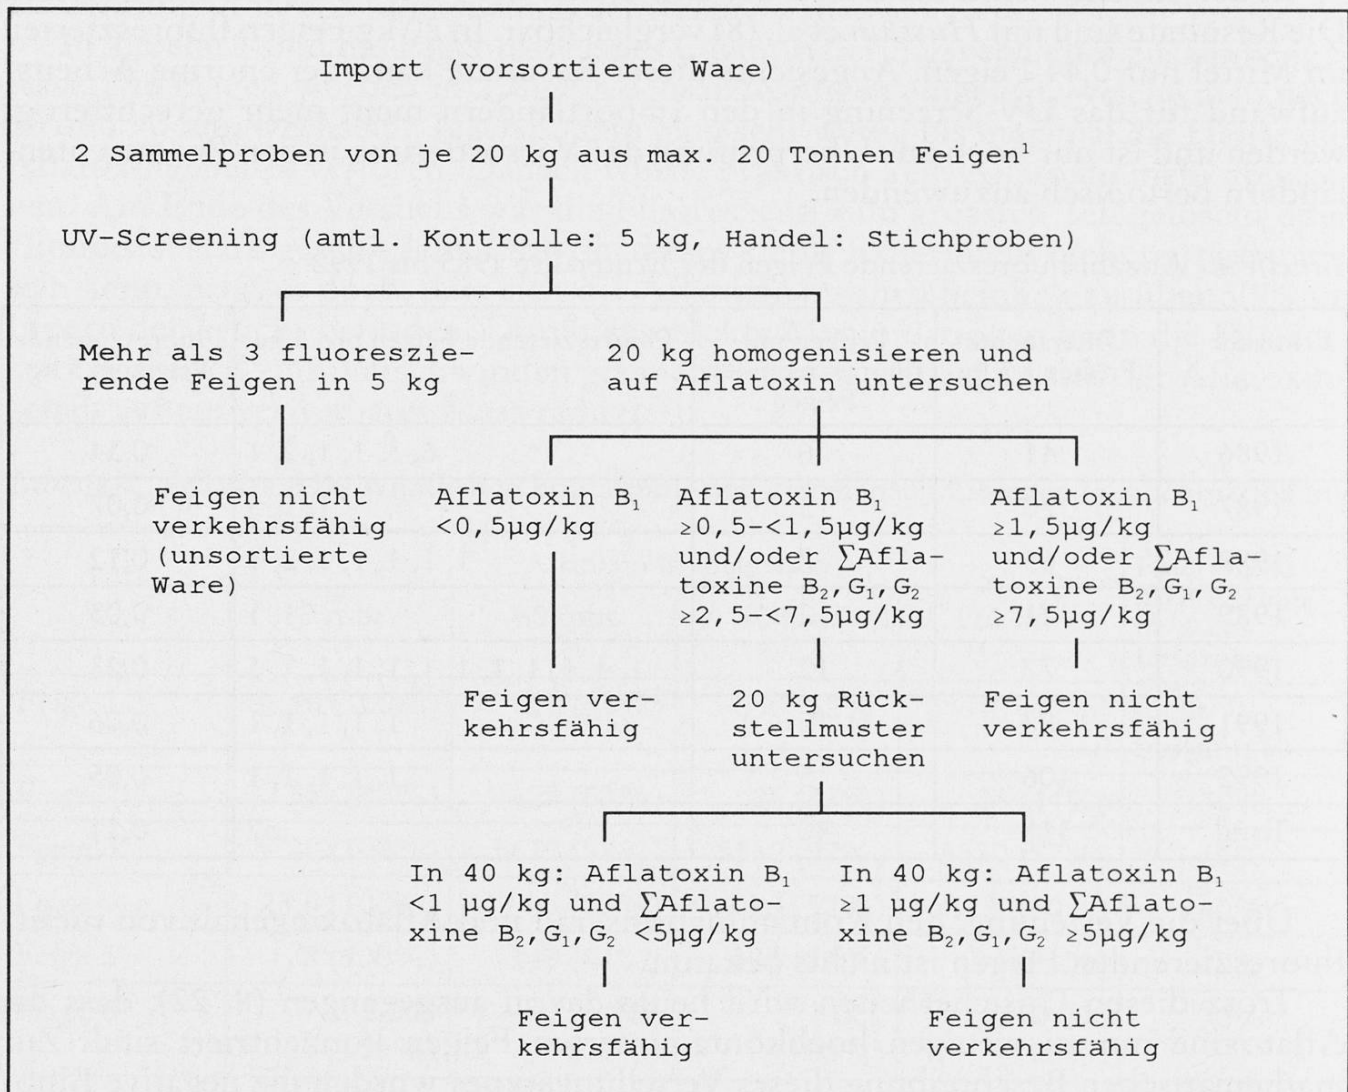 Import (vorsortierte Ware)
2 Sammelproben von je 20 kg aus max. 20 Tonnen Feigen¹
UV-Screening (amtl. Kontrolle: 5 kg, Handel: Stichproben)
Mehr als 3 fluoreszie-
rende Feigen in 5 kg
20 kg homogenisieren und
auf Aflatoxin untersuchen
Feigen nicht
verkehrsfähig
(unsortierte
Ware)
Aflatoxin B₁
<0,5µg/kg
Aflatoxin B₁
≥0,5-<1,5µg/kg
und/oder ∑Afla-
toxine B₂,G₁,G₂
≥2,5-<7,5µg/kg
Aflatoxin B₁
≥1,5µg/kg
und/oder ∑Afla-
toxine B₂,G₁,G₂
≥7,5µg/kg
Feigen ver-
kehrsfähig
20 kg Rück-
stellmuster
untersuchen
Feigen nicht
verkehrsfähig
In 40 kg: Aflatoxin B₁
<1 µg/kg und ∑Aflato-
xine B₂,G₁,G₂ <5µg/kg
In 40 kg: Aflatoxin B₁
≥1 µg/kg und ∑Aflato-
xine B₂,G₁,G₂ ≥5µg/kg
Feigen ver-
kehrsfähig
Feigen nicht
verkehrsfähig